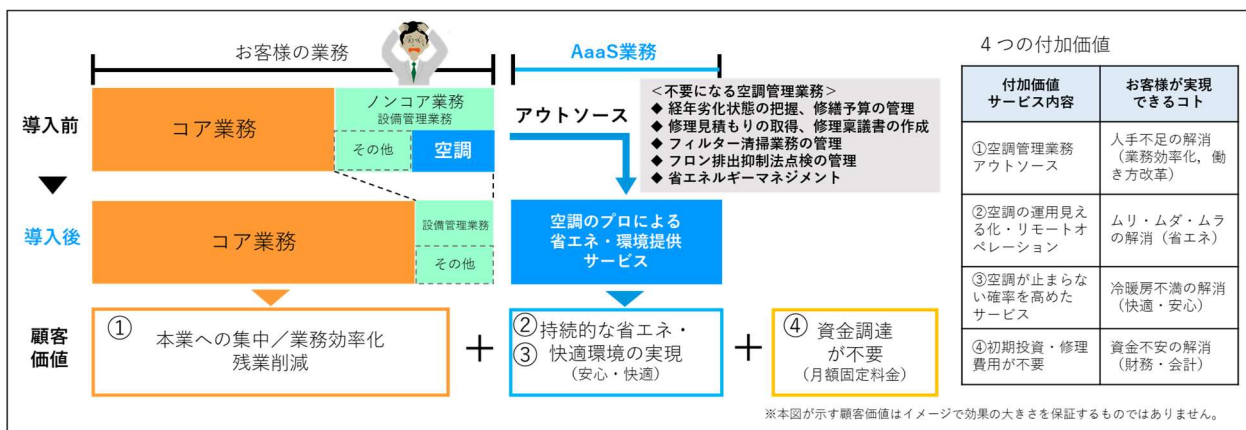 お客様の業務
AaaS業務
4つの付加価値
導入前
コア業務
ノンコア業務
設備管理業務
その他
空調
アウトソース
＜不要になる空調管理業務＞
◆ 経年劣化状態の把握、修繕予算の管理
◆ 修理見積もりの取得、修理稟議書の作成
◆ フィルター清掃業務の管理
◆ フロン排出抑制法点検の管理
◆ 省エネルギーマネジメント
導入後
コア業務
設備管理業務
その他
空調のプロによる
省エネ・環境提供
サービス
顧客
価値
①
本業への集中／業務効率化
残業削減
＋
②
③
持続的な省エネ・
快適環境の実現
（安心・快適）
＋
④
資金調達
が不要
（月額固定料金）
付加価値
サービス内容
お客様が実現
できるコト
①空調管理業務
アウトソース
人手不足の解消
（業務効率化，働
き方改革）
②空調の運用見え
る化・リモートオ
ペレーション
ムリ・ムダ・ムラ
の解消（省エネ）
③空調が止まらな
い確率を高めた
サービス
冷暖房不満の解消
（快適・安心）
④初期投資・修理
費用が不要
資金不安の解消
（財務・会計）
※本図が示す顧客価値はイメージで効果の大きさを保証するものではありません。